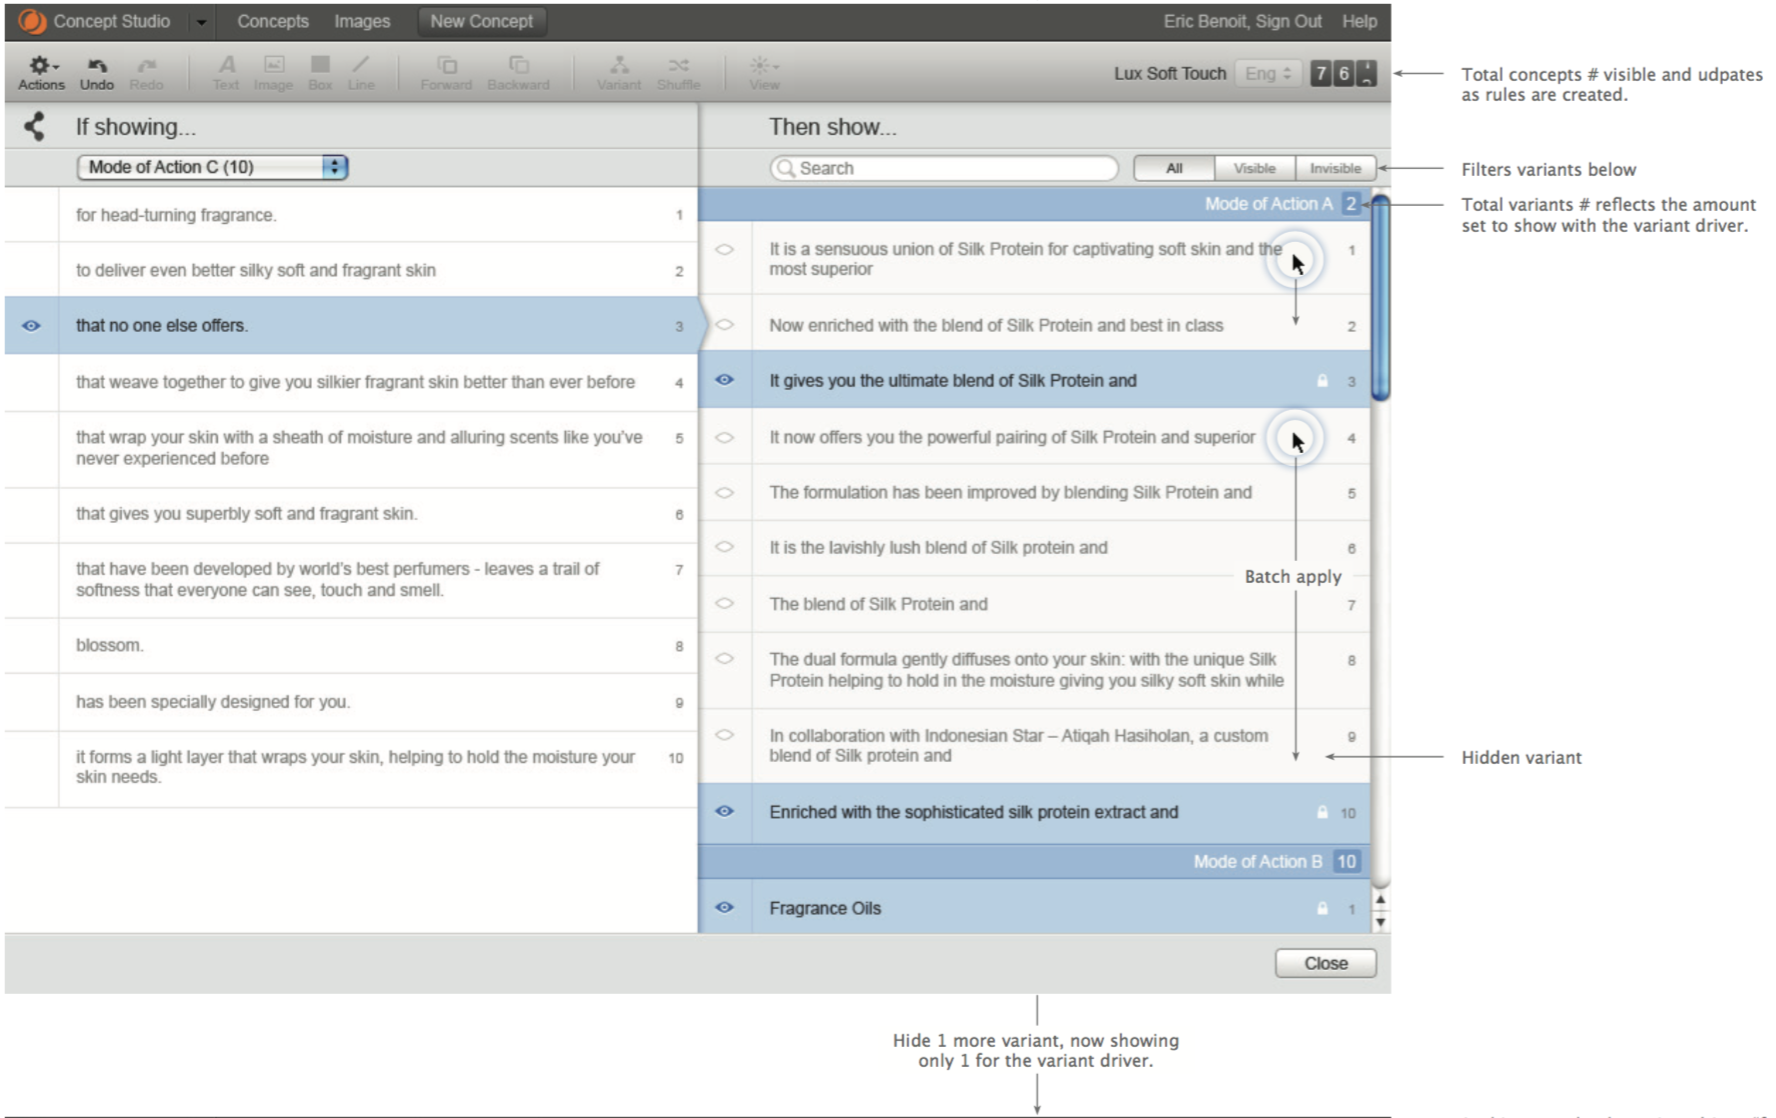 Concept Studio Concepts Images New Concept Eric Benoit, Sign Out Help
Actions Undo Redo Text Image Box Line Forward Backward Variant Shuffle View Lux Soft Touch Eng 7 6
Total concepts # visible and udpates
as rules are created.
If showing...
Mode of Action C (10)
for head-turning fragrance. 1
to deliver even better silky soft and fragrant skin 2
that no one else offers. 3
that weave together to give you silkier fragrant skin better than ever before 4
that wrap your skin with a sheath of moisture and alluring scents like you've 5
never experienced before
that gives you superbly soft and fragrant skin. 6
that have been developed by world's best perfumers - leaves a trail of 7
softness that everyone can see, touch and smell.
blossom. 8
has been specially designed for you. 9
it forms a light layer that wraps your skin, helping to hold the moisture your 10
skin needs.
Then show...
Search All Visible Invisible
Filters variants below
Mode of Action A 2
Total variants # reflects the amount
set to show with the variant driver.
It is a sensuous union of Silk Protein for captivating soft skin and the 1
most superior
Now enriched with the blend of Silk Protein and best in class 2
It gives you the ultimate blend of Silk Protein and 3
It now offers you the powerful pairing of Silk Protein and superior 4
The formulation has been improved by blending Silk Protein and 5
It is the lavishly lush blend of Silk protein and 6
Batch apply
The blend of Silk Protein and 7
The dual formula gently diffuses onto your skin: with the unique Silk 8
Protein helping to hold in the moisture giving you silky soft skin while
In collaboration with Indonesian Star – Atiqah Hasiholan, a custom 9
blend of Silk protein and
Hidden variant
Enriched with the sophisticated silk protein extract and 10
Mode of Action B 10
Fragrance Oils 1
Close
Hide 1 more variant, now showing
only 1 for the variant driver.